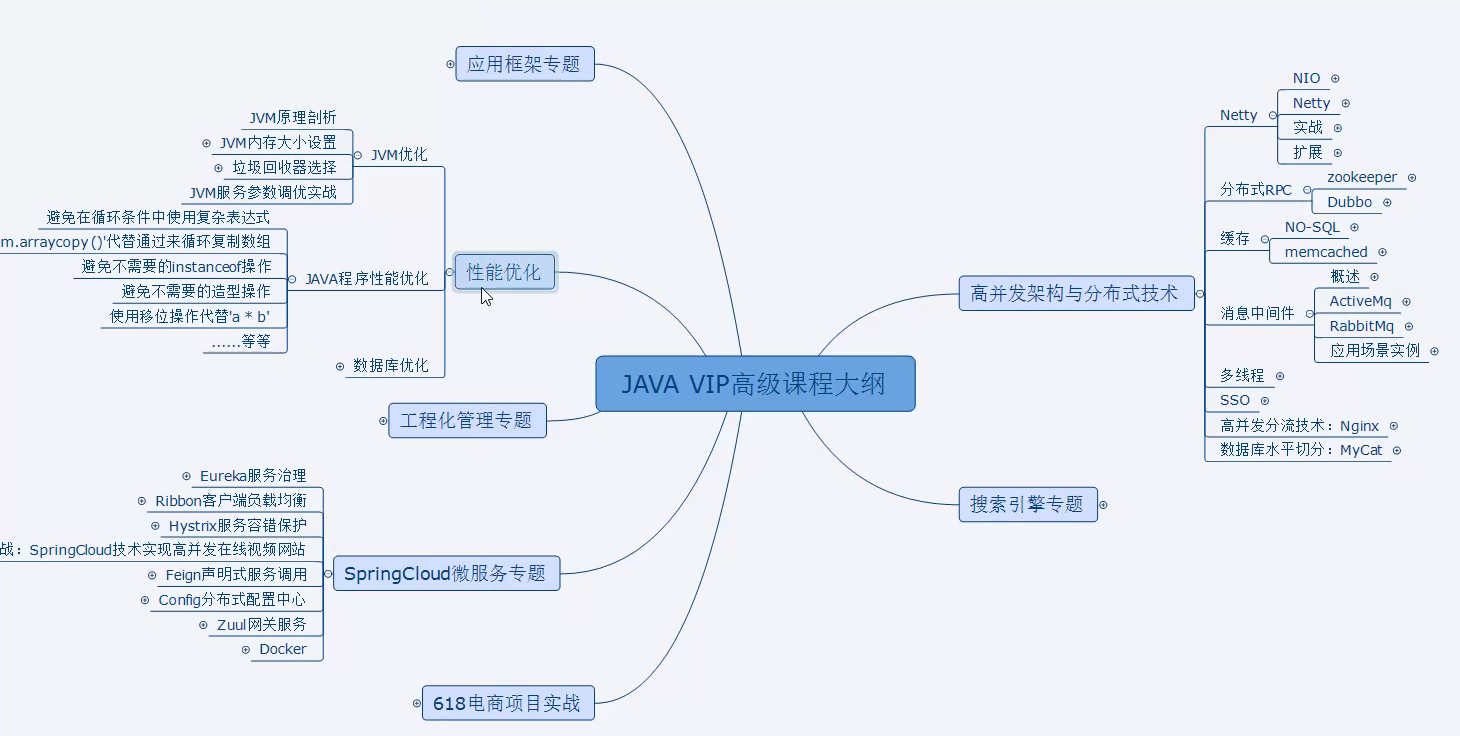 JAVA VIP高级课程大纲
应用框架专题
性能优化
JVM优化
JVM原理剖析
JVM内存大小设置
垃圾回收器选择
JVM服务参数调优实战
JAVA程序性能优化
避免在循环条件中使用复杂表达式
m.arraycopy()'代替通过来循环复制数组
避免不需要的instanceof操作
避免不需要的造型操作
使用移位操作代替'a * b'
……等等
数据库优化
工程化管理专题
SpringCloud微服务专题
Eureka服务治理
Ribbon客户端负载均衡
Hystrix服务容错保护
战：SpringCloud技术实现高并发在线视频网站
Feign声明式服务调用
Config分布式配置中心
Zuul网关服务
Docker
618电商项目实战
高并发架构与分布式技术
Netty
NIO
Netty
实战
扩展
分布式RPC
zookeeper
Dubbo
缓存
NO-SQL
memcached
消息中间件
概述
ActiveMq
RabbitMq
应用场景实例
多线程
SSO
高并发分流技术：Nginx
数据库水平切分：MyCat
搜索引擎专题